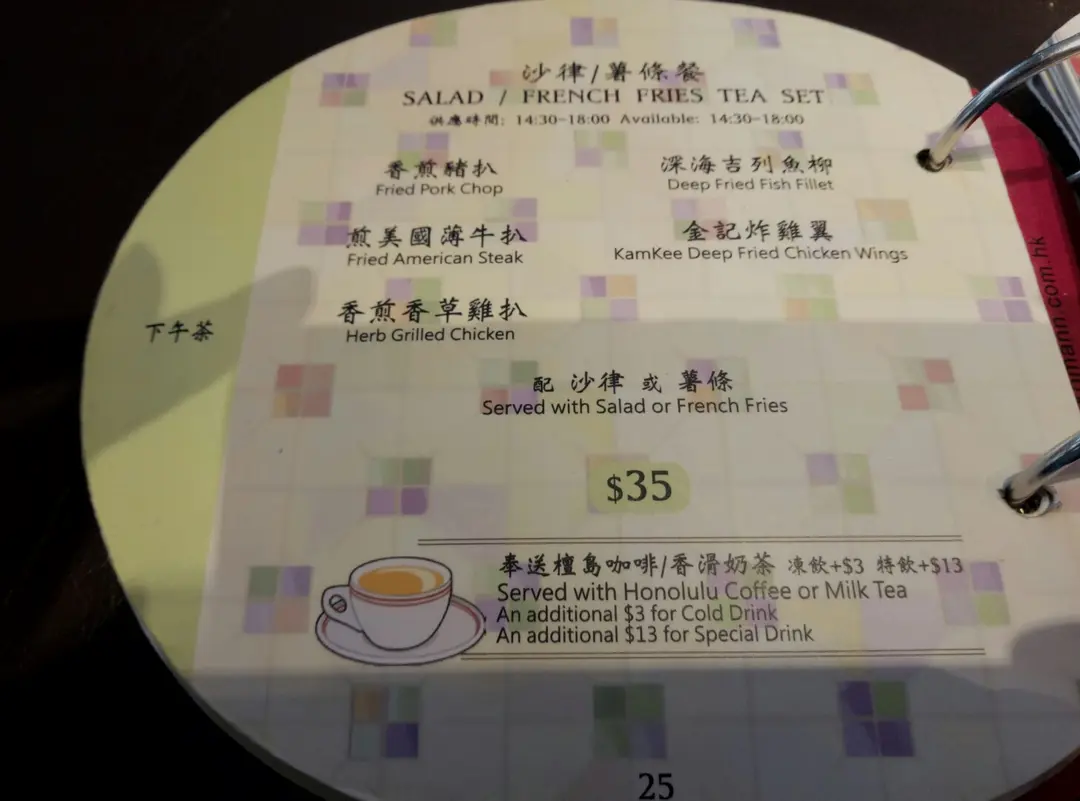 沙律/薯條餐
SALAD / FRENCH FRIES TEA SET
供應時間: 14:30-18:00 Available: 14:30-18:00
香煎豬扒
Fried Pork Chop
深海吉列魚柳
Deep Fried Fish Fillet
煎美國薄牛扒
Fried American Steak
金記炸雞翼
KamKee Deep Fried Chicken Wings
香煎香草雞扒
Herb Grilled Chicken
下午茶
配 沙律 或 薯條
Served with Salad or French Fries
$35
奉送檀島咖啡/香滑奶茶 凍飲+$3 特飲+$13
Served with Honolulu Coffee or Milk Tea
An additional $3 for Cold Drink
An additional $13 for Special Drink
25